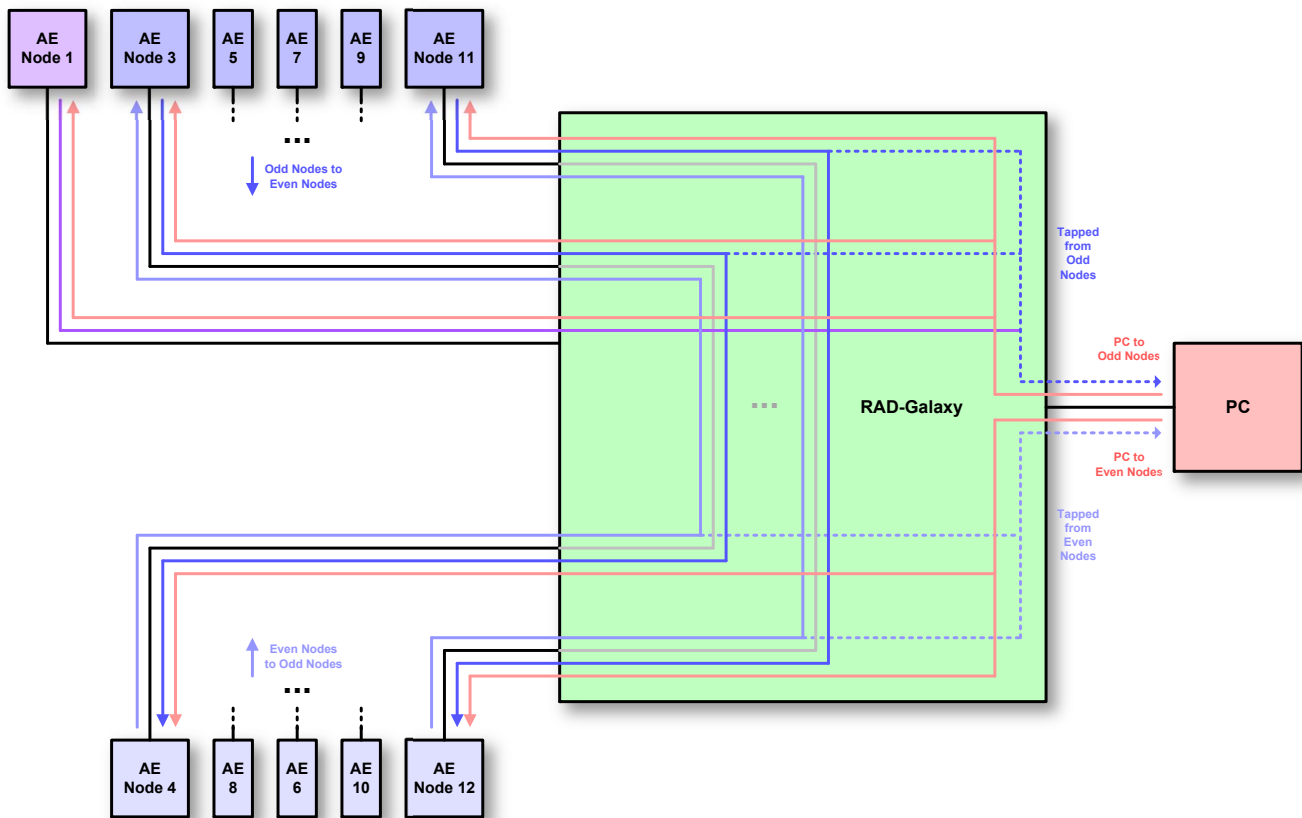 AE
Node 1
AE
Node 3
AE
5
AE
7
AE
9
AE
Node 11
...
Odd Nodes to
Even Nodes
Tapped
from
Odd
Nodes
PC to
Odd Nodes
...
RAD-Galaxy
PC
PC to
Even Nodes
Tapped
from
Even
Nodes
Even Nodes
to Odd Nodes
...
AE
Node 4
AE
8
AE
6
AE
10
AE
Node 12